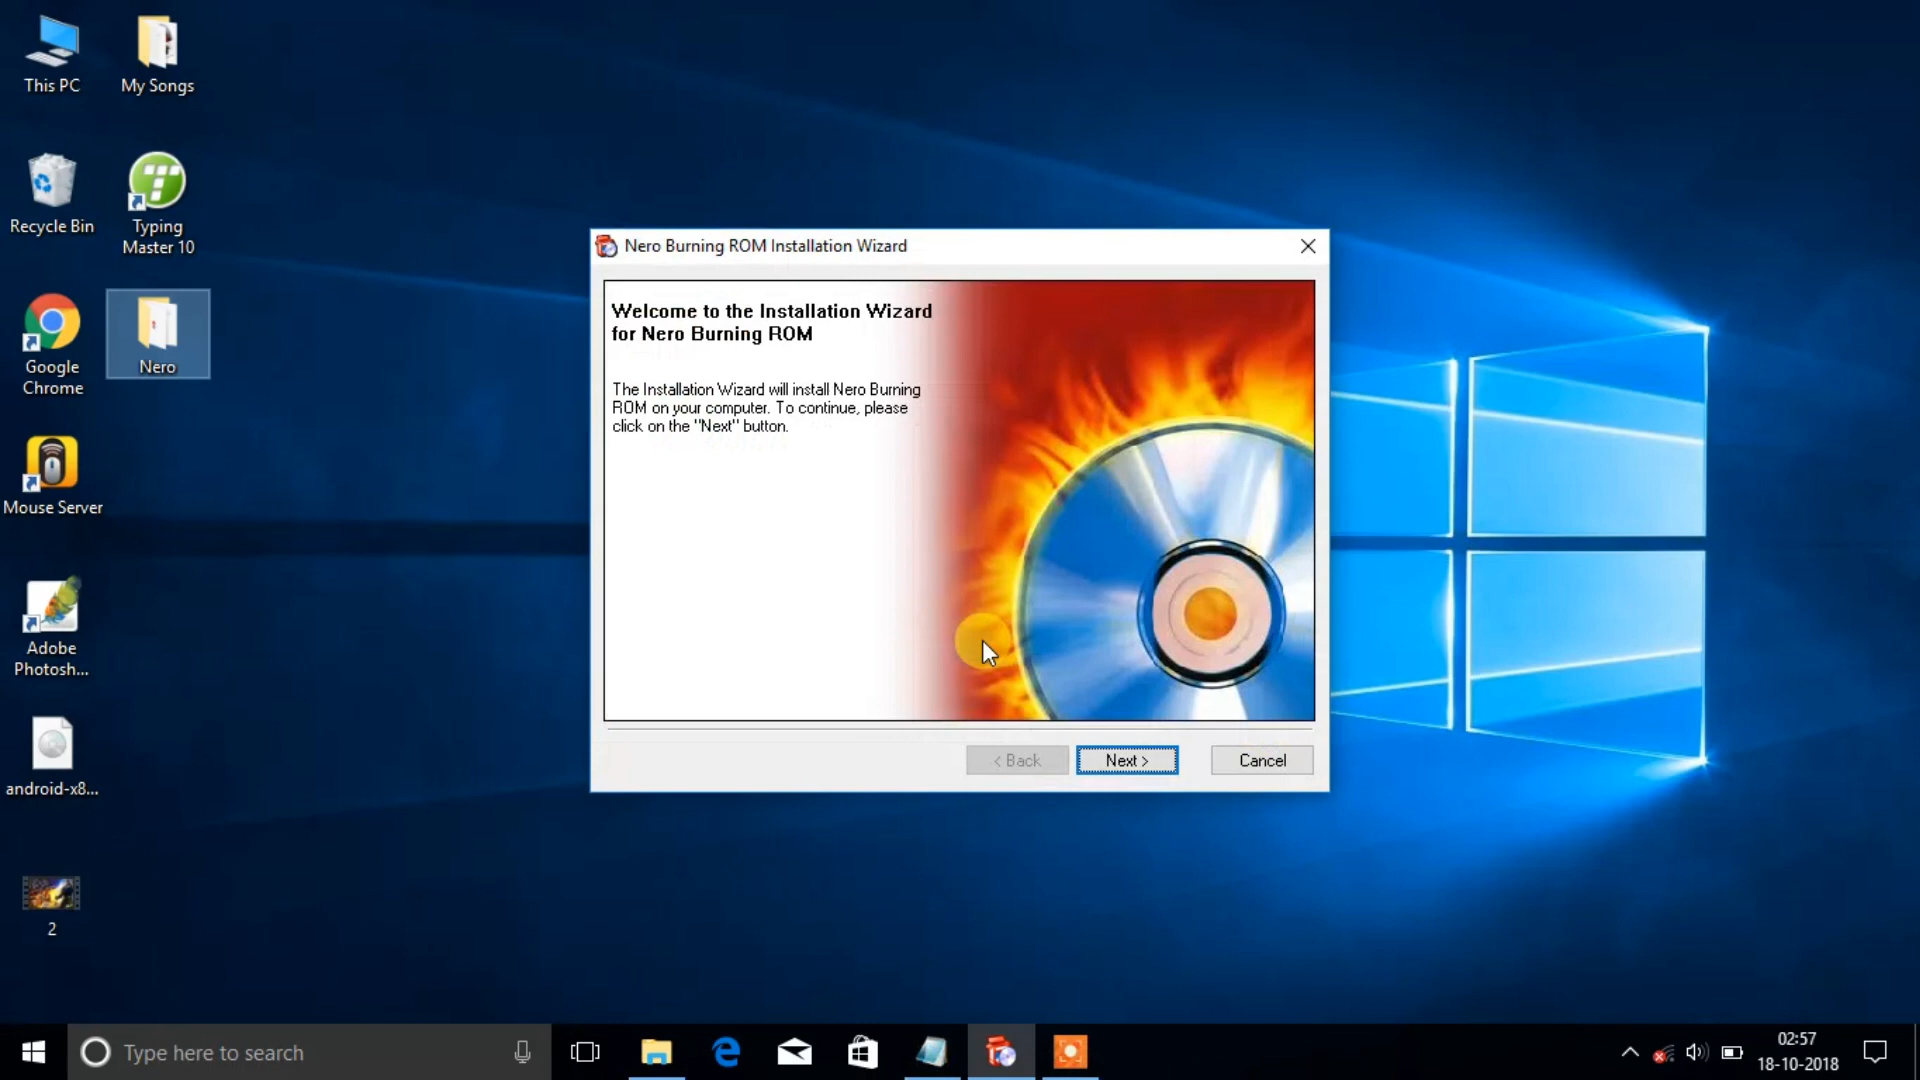 This PC
My Songs
Recycle Bin
Typing
Master 10
Google
Chrome
Nero
Mouse Server
Adobe
Photosh...
android-x8...
2
Nero Burning ROM Installation Wizard
Welcome to the Installation Wizard
for Nero Burning ROM
The Installation Wizard will install Nero Burning
ROM on your computer. To continue, please
click on the "Next" button.
< Back
Next >
Cancel
Type here to search
02:57
18-10-2018